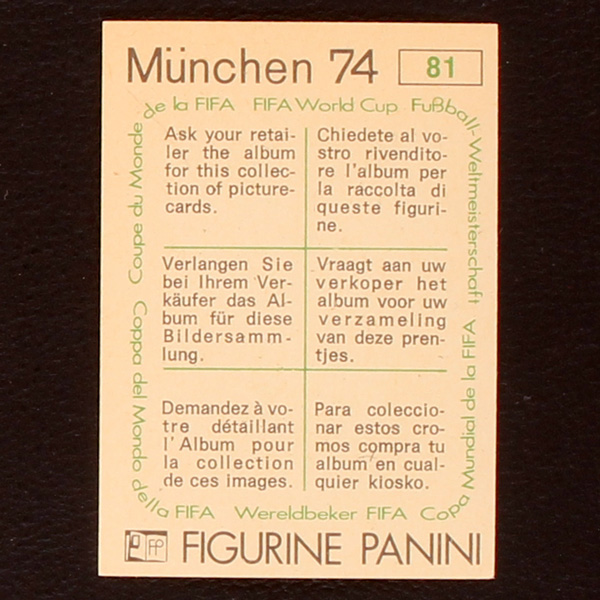 München 74
81
Coupe du Monde de la FIFA
FIFA World Cup
Fußball-Weltmeisterschaft
Ask your retai-
ler the album
for this collec-
tion of picture-
cards.
Chiedete al vo-
stro rivendito-
re l'album per
la raccolta di
queste figuri-
ne.
Verlangen Sie
bei Ihrem Ver-
käufer das Al-
bum für diese
Bildersamm-
lung.
Vraagt aan uw
verkoper het
album voor uw
verzameling
van deze pren-
tjes.
Demandez à vo-
tre détaillant
l'Album pour
la collection
de ces images.
Para coleccio-
nar estos cro-
mos compra tu
album en cual-
quier kiosko.
Coppa del Mondo della FIFA
Wereldbeker FIFA
Copa Mundial de la FIFA
FP
FIGURINE PANINI